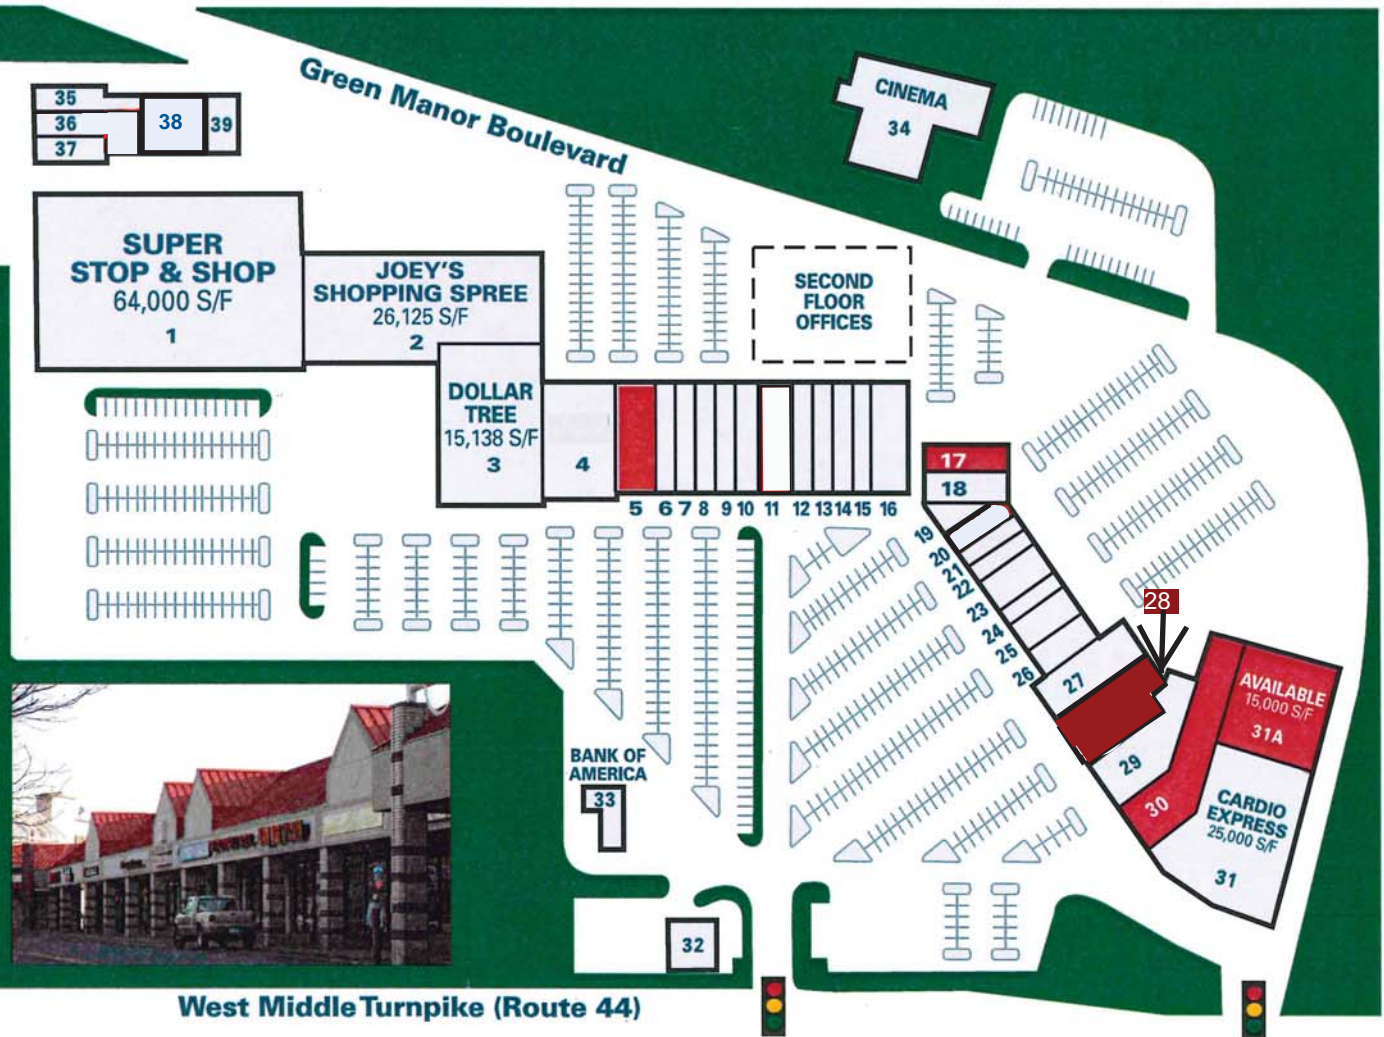 Green Manor Boulevard
CINEMA
34
35
36
37
38
39
SUPER
STOP & SHOP
64,000 S/F
1
JOEY'S
SHOPPING SPREE
26,125 S/F
2
SECOND
FLOOR
OFFICES
DOLLAR
TREE
15,138 S/F
3
4
5 6 7 8 9 10 11 12 13 14 15 16
17
18
19
20
21
22
23
24
25
26
27
28
29
30
AVAILABLE
15,000 S/F
31A
CARDIO
EXPRESS
25,000 S/F
31
BANK OF
AMERICA
33
32
West Middle Turnpike (Route 44)